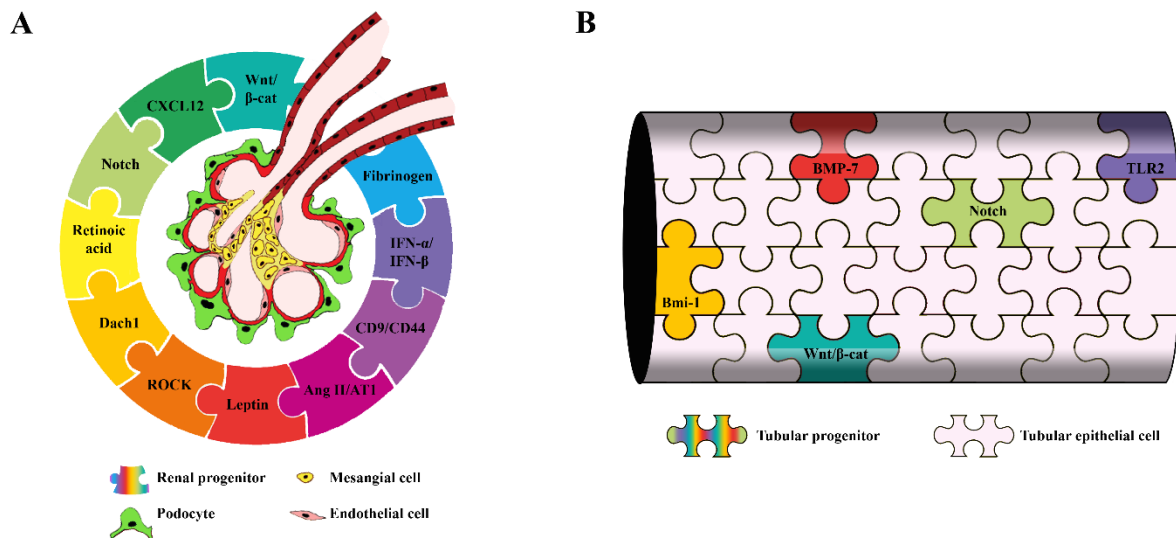 A
Wnt/
β-cat
CXCL12
Notch
Retinoic
acid
Dach1
ROCK
Leptin
Ang II/AT1
CD9/CD44
IFN-α/
IFN-β
Fibrinogen
Renal progenitor
Mesangial cell
Podocyte
Endothelial cell
B
BMP-7
TLR2
Notch
Bmi-1
Wnt/β-cat
Tubular progenitor
Tubular epithelial cell